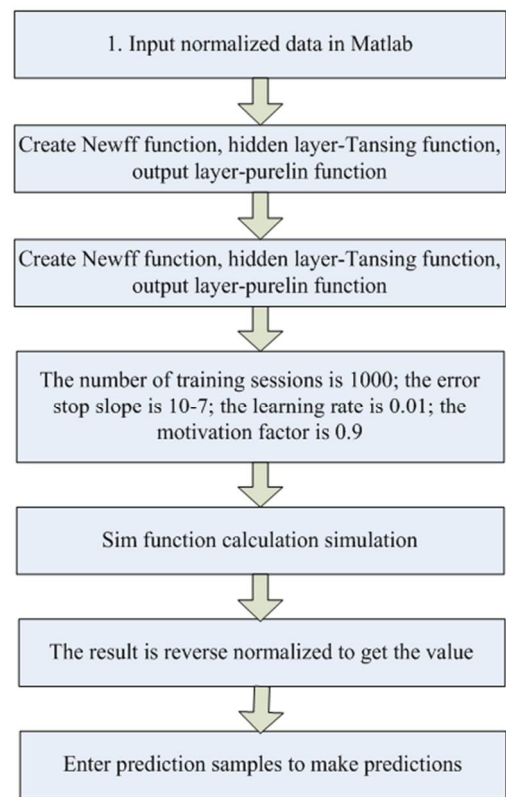 1. Input normalized data in Matlab
Create Newff function, hidden layer-Tansing function,
output layer-purelin function
Create Newff function, hidden layer-Tansing function,
output layer-purelin function
The number of training sessions is 1000; the error
stop slope is 10-7; the learning rate is 0.01; the
motivation factor is 0.9
Sim function calculation simulation
The result is reverse normalized to get the value
Enter prediction samples to make predictions